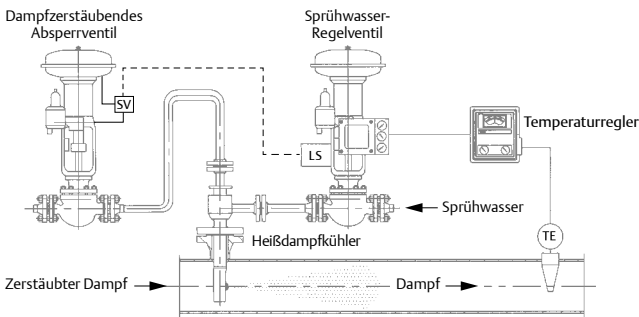 Dampfzerstäubendes
Absperrventil
Sprühwasser-
Regelventil
SV
LS
Temperaturregler
Sprühwasser
TE
Heißdampfkühler
Zerstäubter Dampf
Dampf